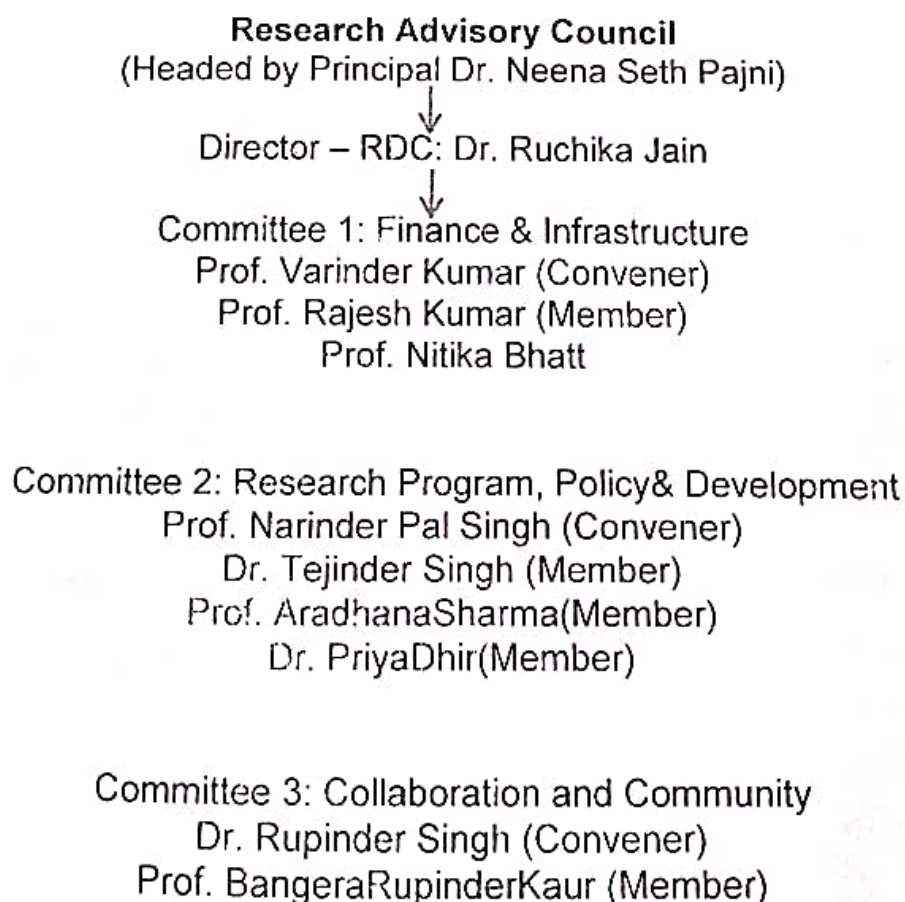 Research Advisory Council
(Headed by Principal Dr. Neena Seth Pajni)
Director – RDC: Dr. Ruchika Jain
Committee 1: Finance & Infrastructure
Prof. Varinder Kumar (Convener)
Prof. Rajesh Kumar (Member)
Prof. Nitika Bhatt
Committee 2: Research Program, Policy& Development
Prof. Narinder Pal Singh (Convener)
Dr. Tejinder Singh (Member)
Prof. AradhanaSharma(Member)
Dr. PriyaDhir(Member)
Committee 3: Collaboration and Community
Dr. Rupinder Singh (Convener)
Prof. BangeraRupinderKaur (Member)